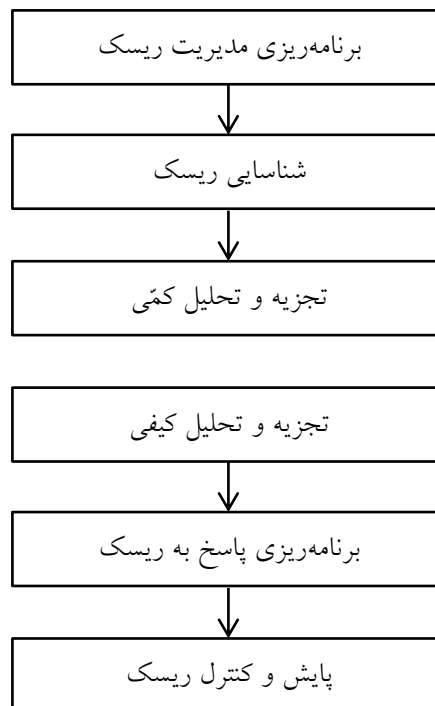 برنامه‌ریزی مدیریت ریسک
شناسایی ریسک
تجزیه و تحلیل کمّی
تجزیه و تحلیل کیفی
برنامه‌ریزی پاسخ به ریسک
پایش و کنترل ریسک